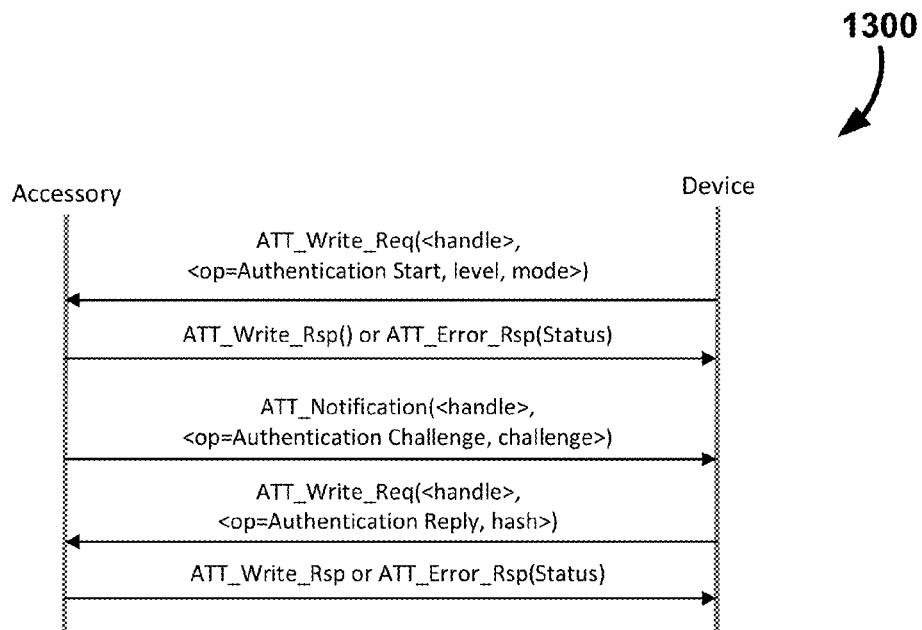 1300
Accessory
Device
ATT_Write_Req(<handle>,
<op=Authentication Start, level, mode>)
ATT_Write_Rsp() or ATT_Error_Rsp(Status)
ATT_Notification(<handle>,
<op=Authentication Challenge, challenge>)
ATT_Write_Req(<handle>,
<op=Authentication Reply, hash>)
ATT_Write_Rsp or ATT_Error_Rsp(Status)